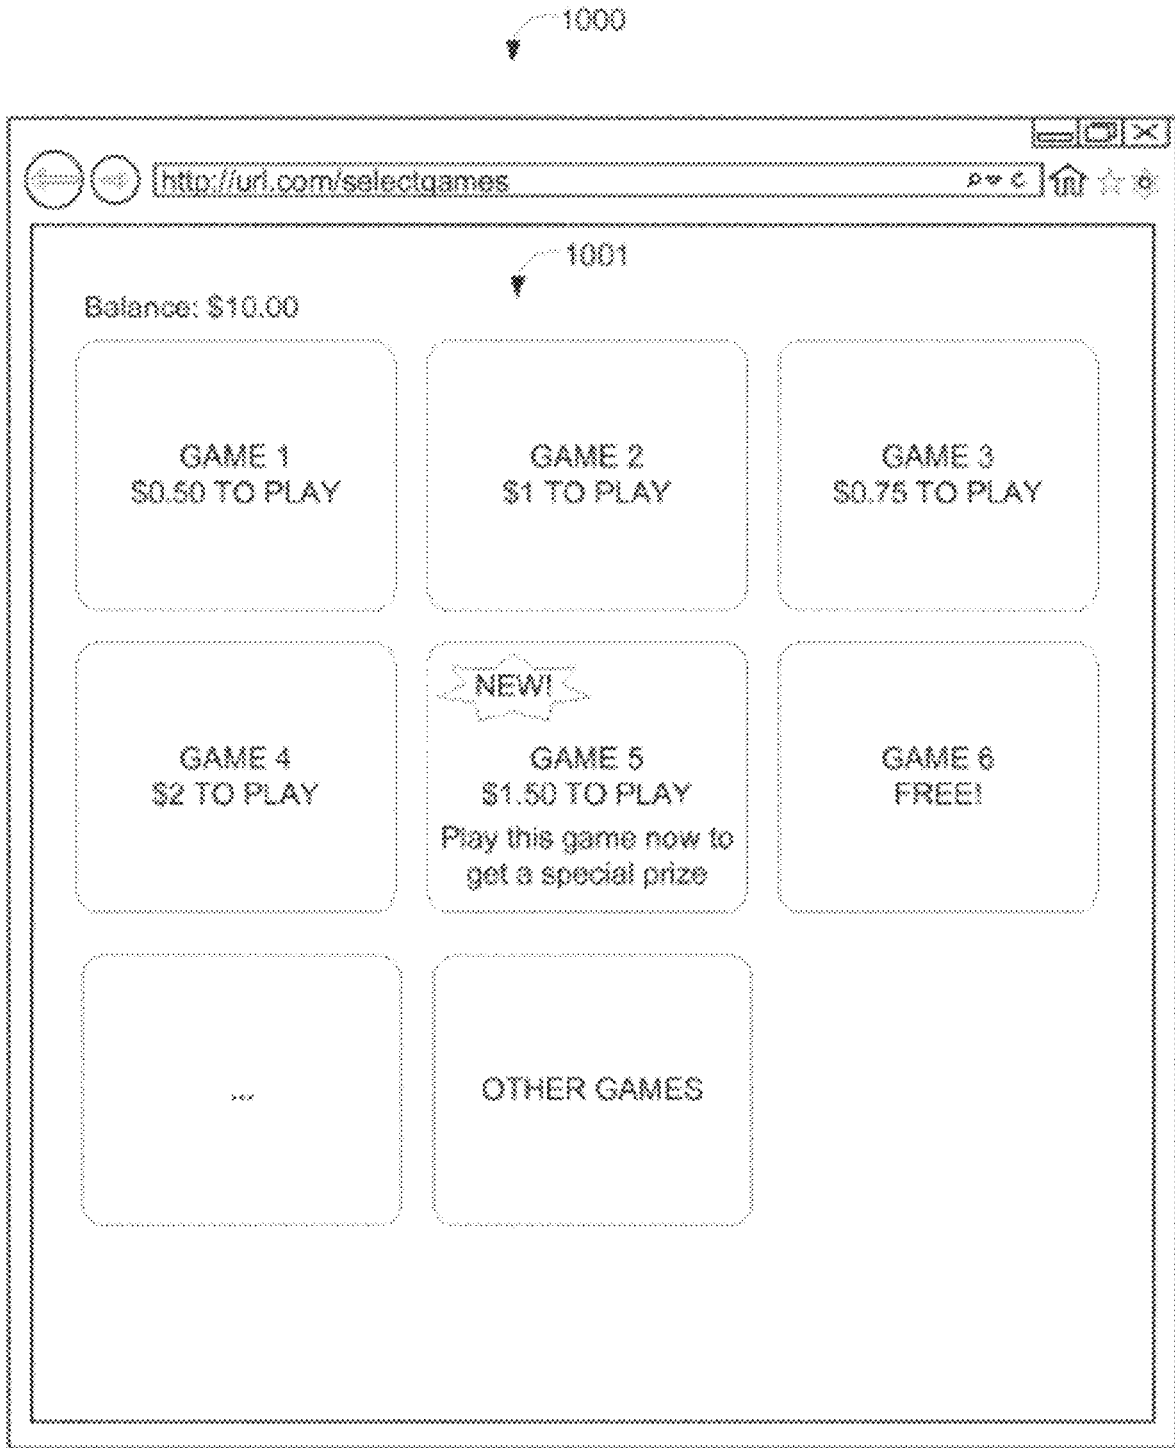 1000
http://url.com/selectgames
1001
Balance: $10.00
GAME 1
$0.50 TO PLAY
GAME 2
$1 TO PLAY
GAME 3
$0.75 TO PLAY
GAME 4
$2 TO PLAY
NEW!
GAME 5
$1.50 TO PLAY
Play this game now to
get a special prize
GAME 6
FREE!
...
OTHER GAMES